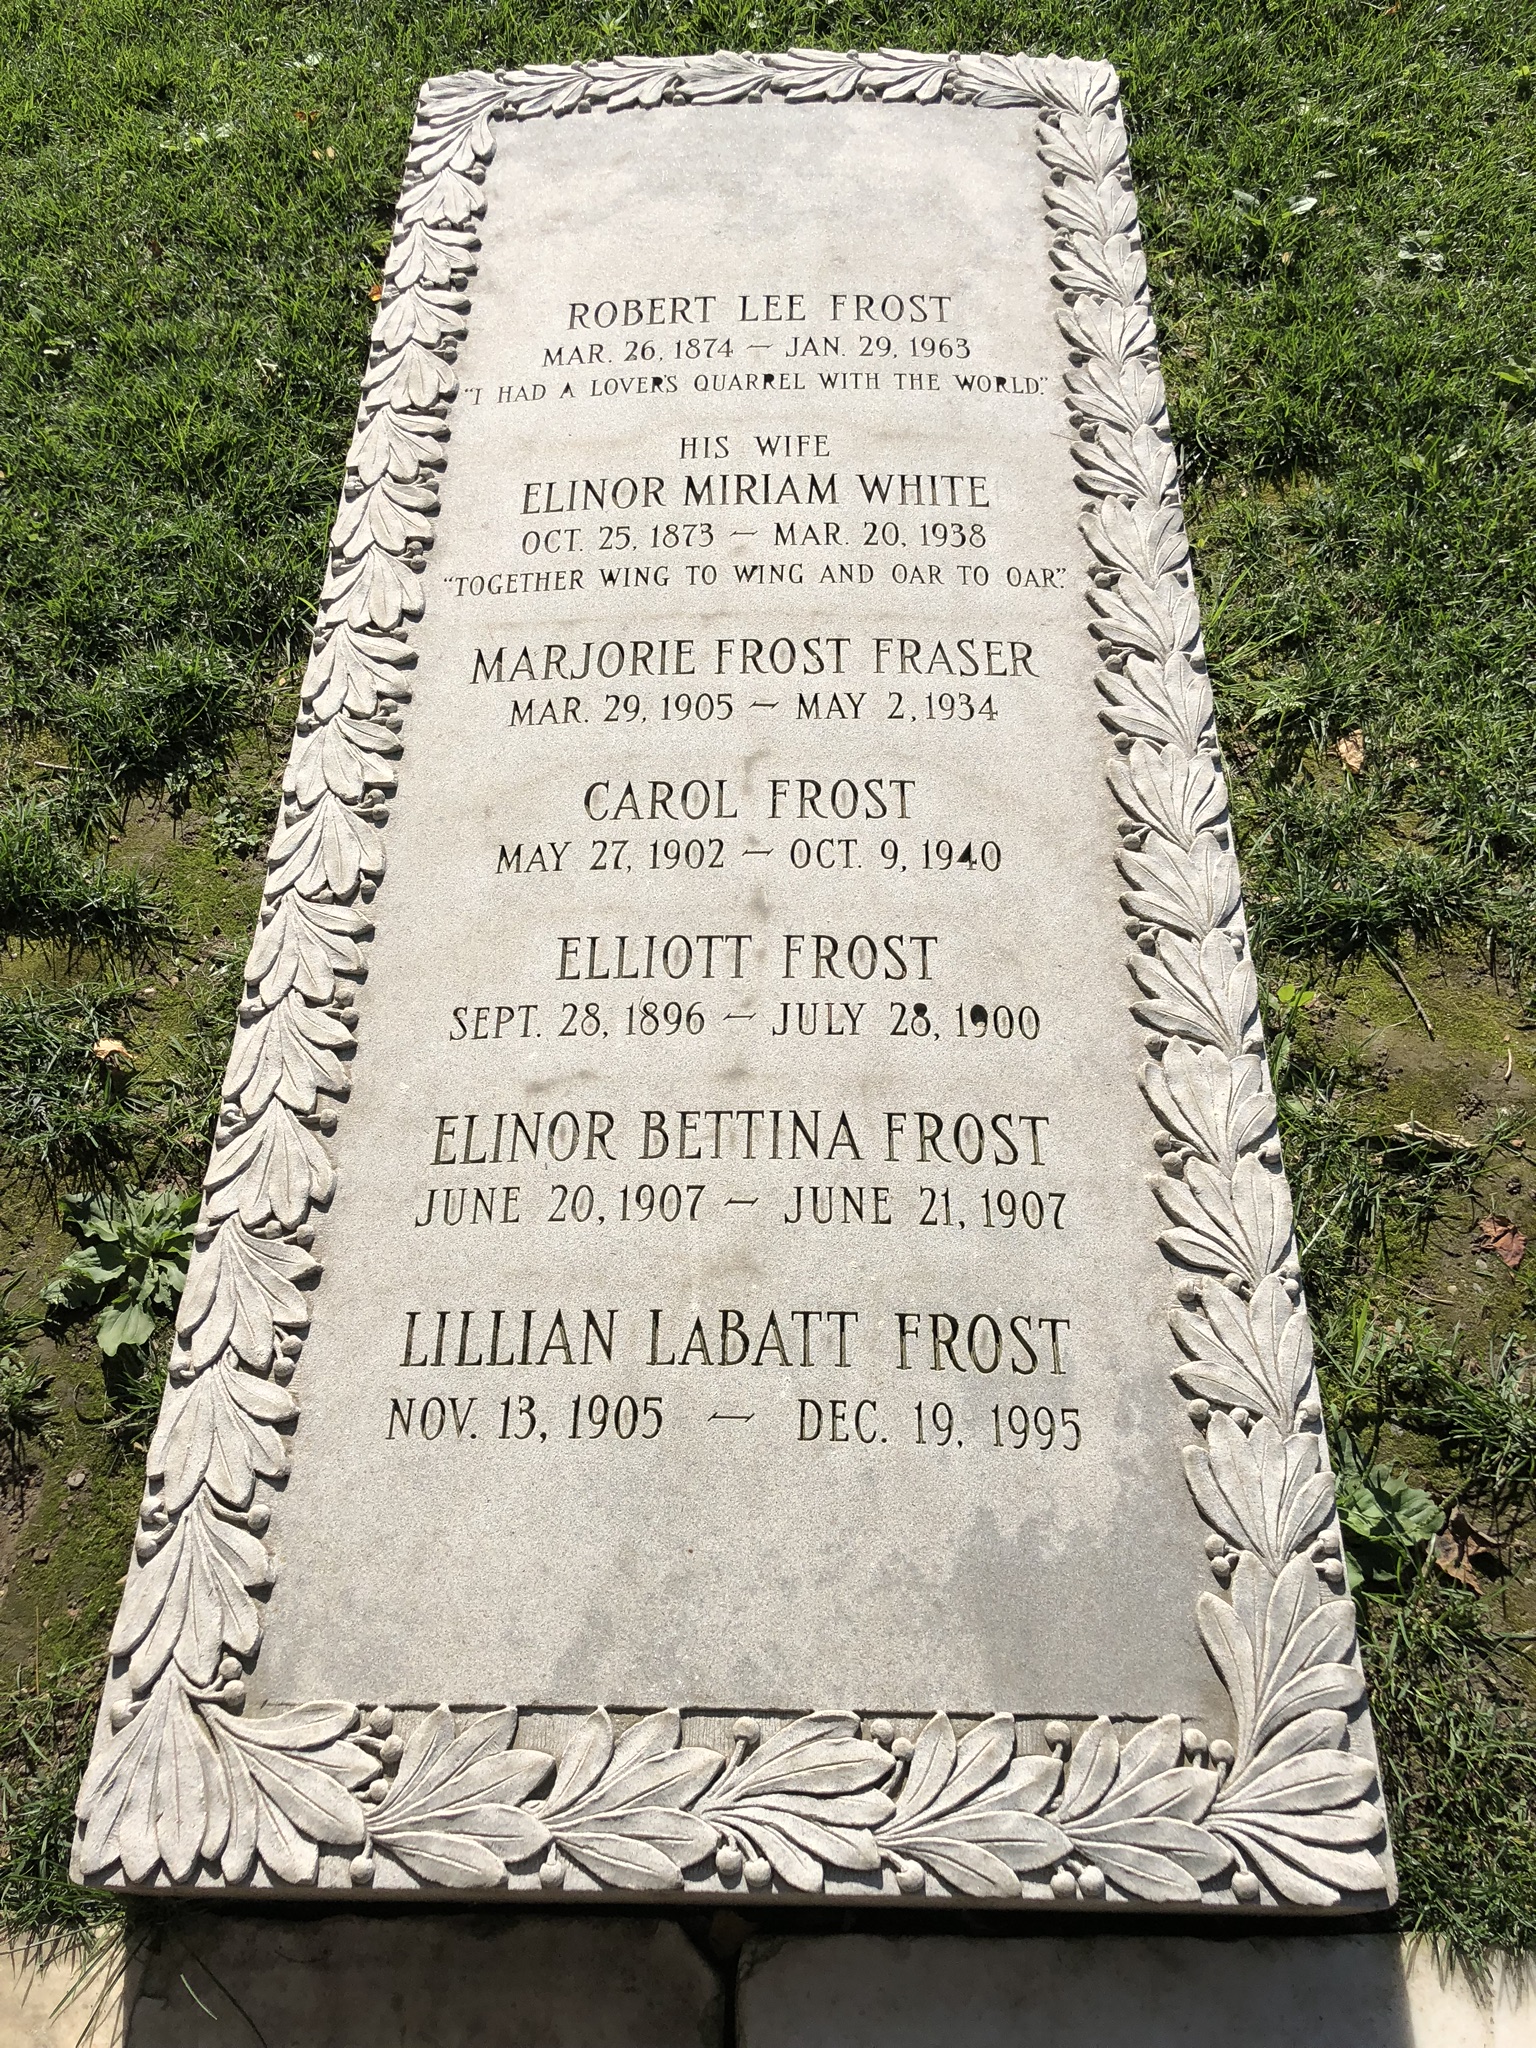 ROBERT LEE FROST
MAR. 26, 1874 – JAN. 29, 1963
“I HAD A LOVER'S QUARREL WITH THE WORLD.”
HIS WIFE
ELINOR MIRIAM WHITE
OCT. 25, 1873 – MAR. 20, 1938
“TOGETHER WING TO WING AND OAR TO OAR.”
MARJORIE FROST FRASER
MAR. 29, 1905 – MAY 2, 1934
CAROL FROST
MAY 27, 1902 – OCT. 9, 1940
ELLIOTT FROST
SEPT. 28, 1896 – JULY 28, 1900
ELINOR BETTINA FROST
JUNE 20, 1907 – JUNE 21, 1907
LILLIAN LABATT FROST
NOV. 13, 1905 – DEC. 19, 1995